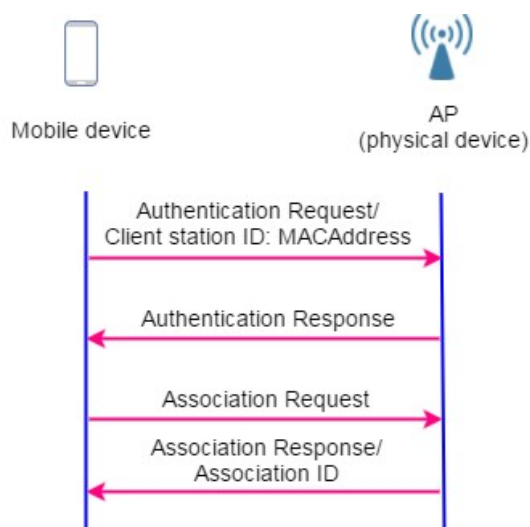 Mobile device
AP
(physical device)
Authentication Request/
Client station ID: MACAddress
Authentication Response
Association Request
Association Response/
Association ID